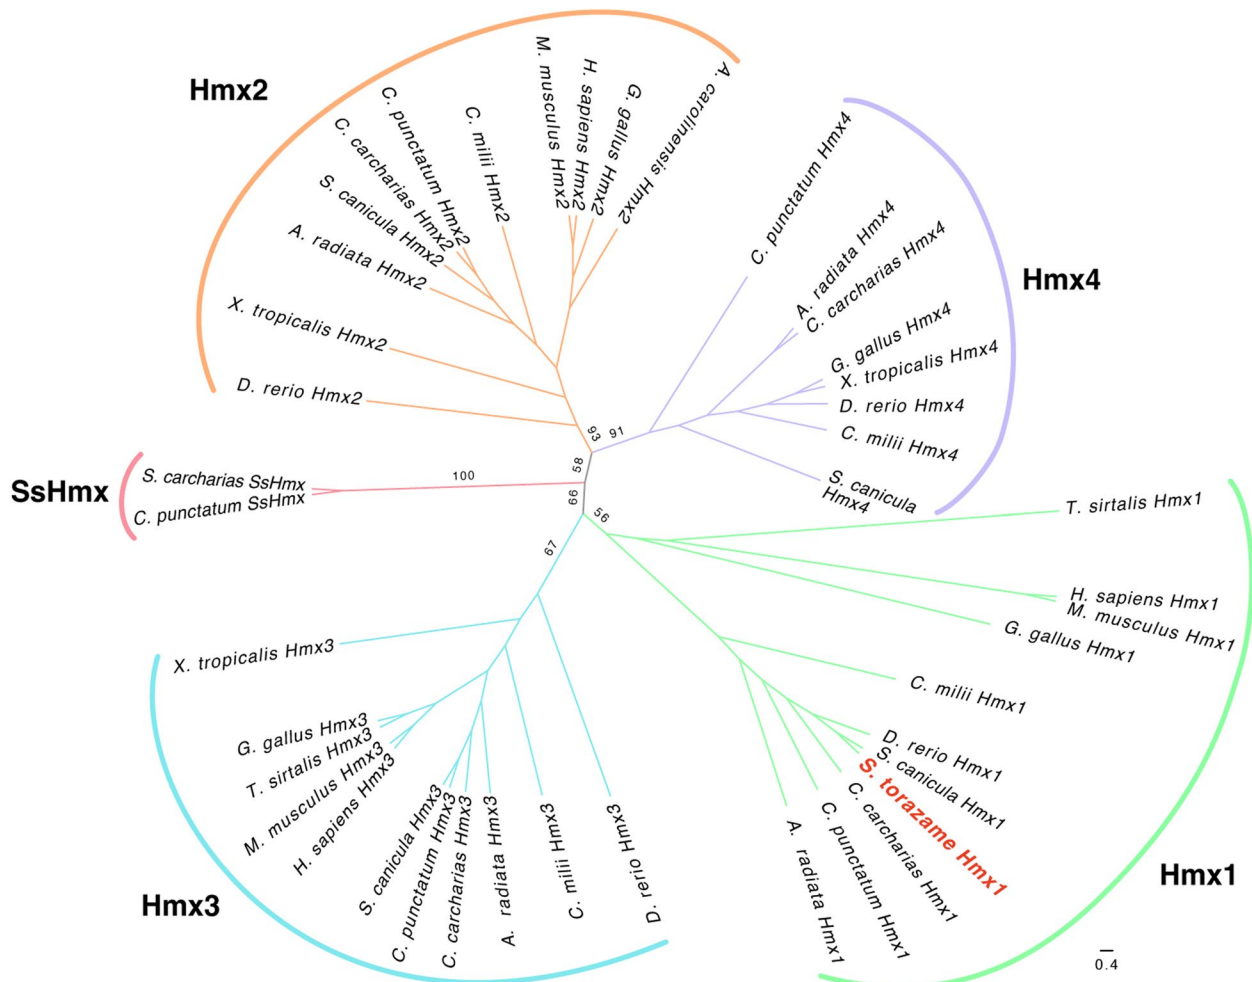 Hmx2
M. musculus Hmx2
H. sapiens Hmx2
G. gallus Hmx2
A. carolinensis Hmx2
C. milii Hmx2
C. punctatum Hmx2
C. carcharias Hmx2
S. canicula Hmx2
A. radiata Hmx2
X. tropicalis Hmx2
D. rerio Hmx2
93
91
58
66
56
67
100
Hmx4
C. punctatum Hmx4
A. radiata Hmx4
C. carcharias Hmx4
G. gallus Hmx4
X. tropicalis Hmx4
D. rerio Hmx4
C. milii Hmx4
S. canicula
Hmx4
SsHmx
S. carcharias SsHmx
C. punctatum SsHmx
T. sirtalis Hmx1
H. sapiens Hmx1
M. musculus Hmx1
G. gallus Hmx1
C. milii Hmx1
D. rerio Hmx1
S. canicula Hmx1
S. torazame Hmx1
C. carcharias Hmx1
C. punctatum Hmx1
A. radiata Hmx1
Hmx1
X. tropicalis Hmx3
G. gallus Hmx3
T. sirtalis Hmx3
M. musculus Hmx3
H. sapiens Hmx3
S. canicula Hmx3
C. punctatum Hmx3
C. carcharias Hmx3
A. radiata Hmx3
C. milii Hmx3
D. rerio Hmx3
Hmx3
0.4